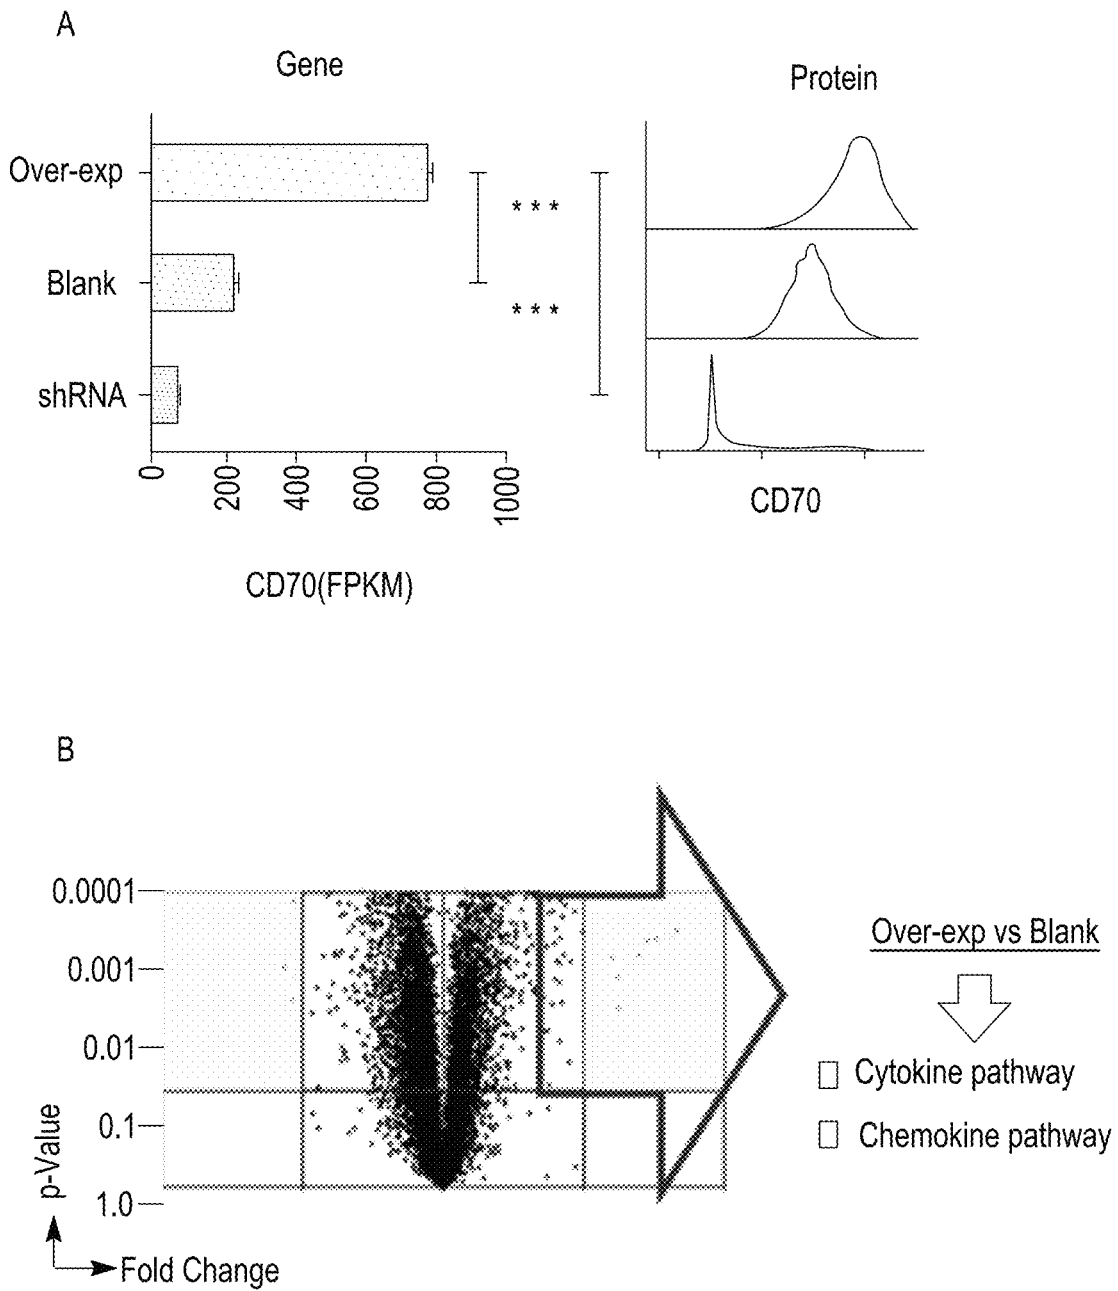 A
Gene
Protein
Over-exp
* * *
Blank
* * *
shRNA
0
200
400
600
800
1000
CD70
CD70(FPKM)
B
0.0001
0.001
0.01
0.1
1.0
p-Value
Fold Change
Over-exp vs Blank
Cytokine pathway
Chemokine pathway